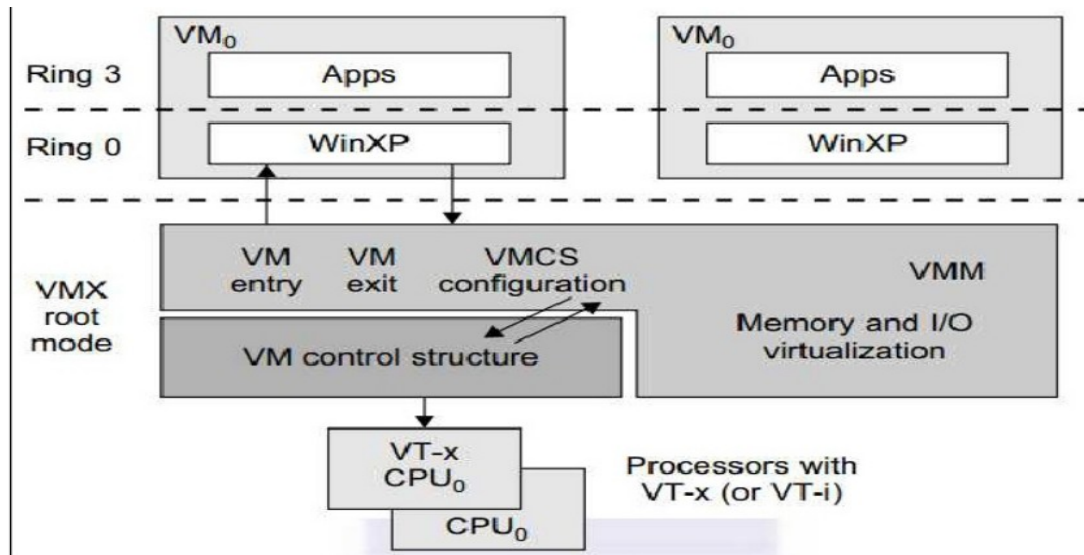 VM₀
VM₀
Ring 3
Apps
Apps
Ring 0
WinXP
WinXP
VMX
root
mode
VM
entry
VM
exit
VMCS
configuration
VMM
Memory and I/O
virtualization
VM control structure
VT-x
CPU₀
CPU₀
Processors with
VT-x (or VT-i)